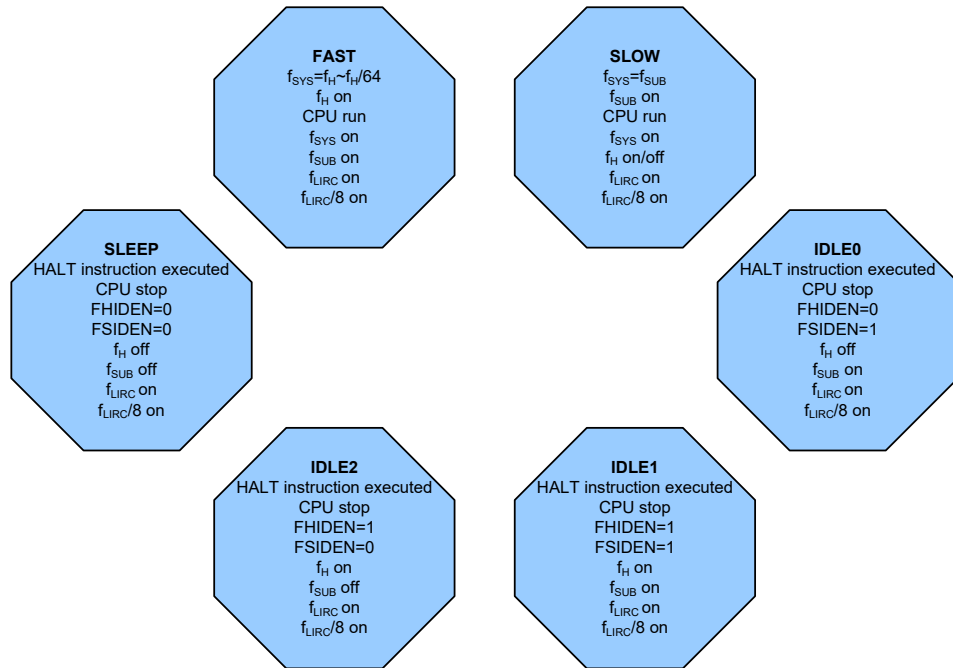 FAST
fSYS=fH~fH/64
fH on
CPU run
fSYS on
fSUB on
fLIRC on
fLIRC/8 on
SLOW
fSYS=fSUB
fSUB on
CPU run
fSYS on
fH on/off
fLIRC on
fLIRC/8 on
SLEEP
HALT instruction executed
CPU stop
FHIDEN=0
FSIDEN=0
fH off
fSUB off
fLIRC on
fLIRC/8 on
IDLE0
HALT instruction executed
CPU stop
FHIDEN=0
FSIDEN=1
fH off
fSUB on
fLIRC on
fLIRC/8 on
IDLE2
HALT instruction executed
CPU stop
FHIDEN=1
FSIDEN=0
fH on
fSUB off
fLIRC on
fLIRC/8 on
IDLE1
HALT instruction executed
CPU stop
FHIDEN=1
FSIDEN=1
fH on
fSUB on
fLIRC on
fLIRC/8 on